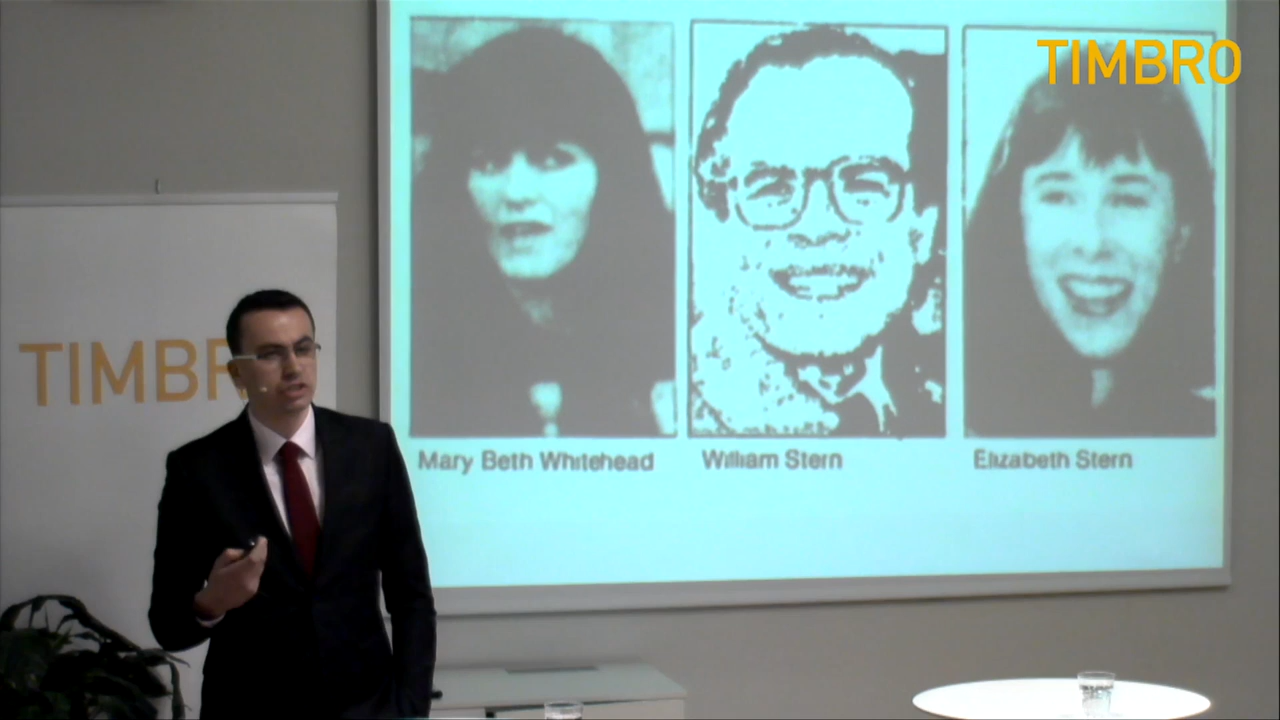 TIMBRO
TIMBR
Mary Beth Whitehead
William Stern
Elizabeth Stern